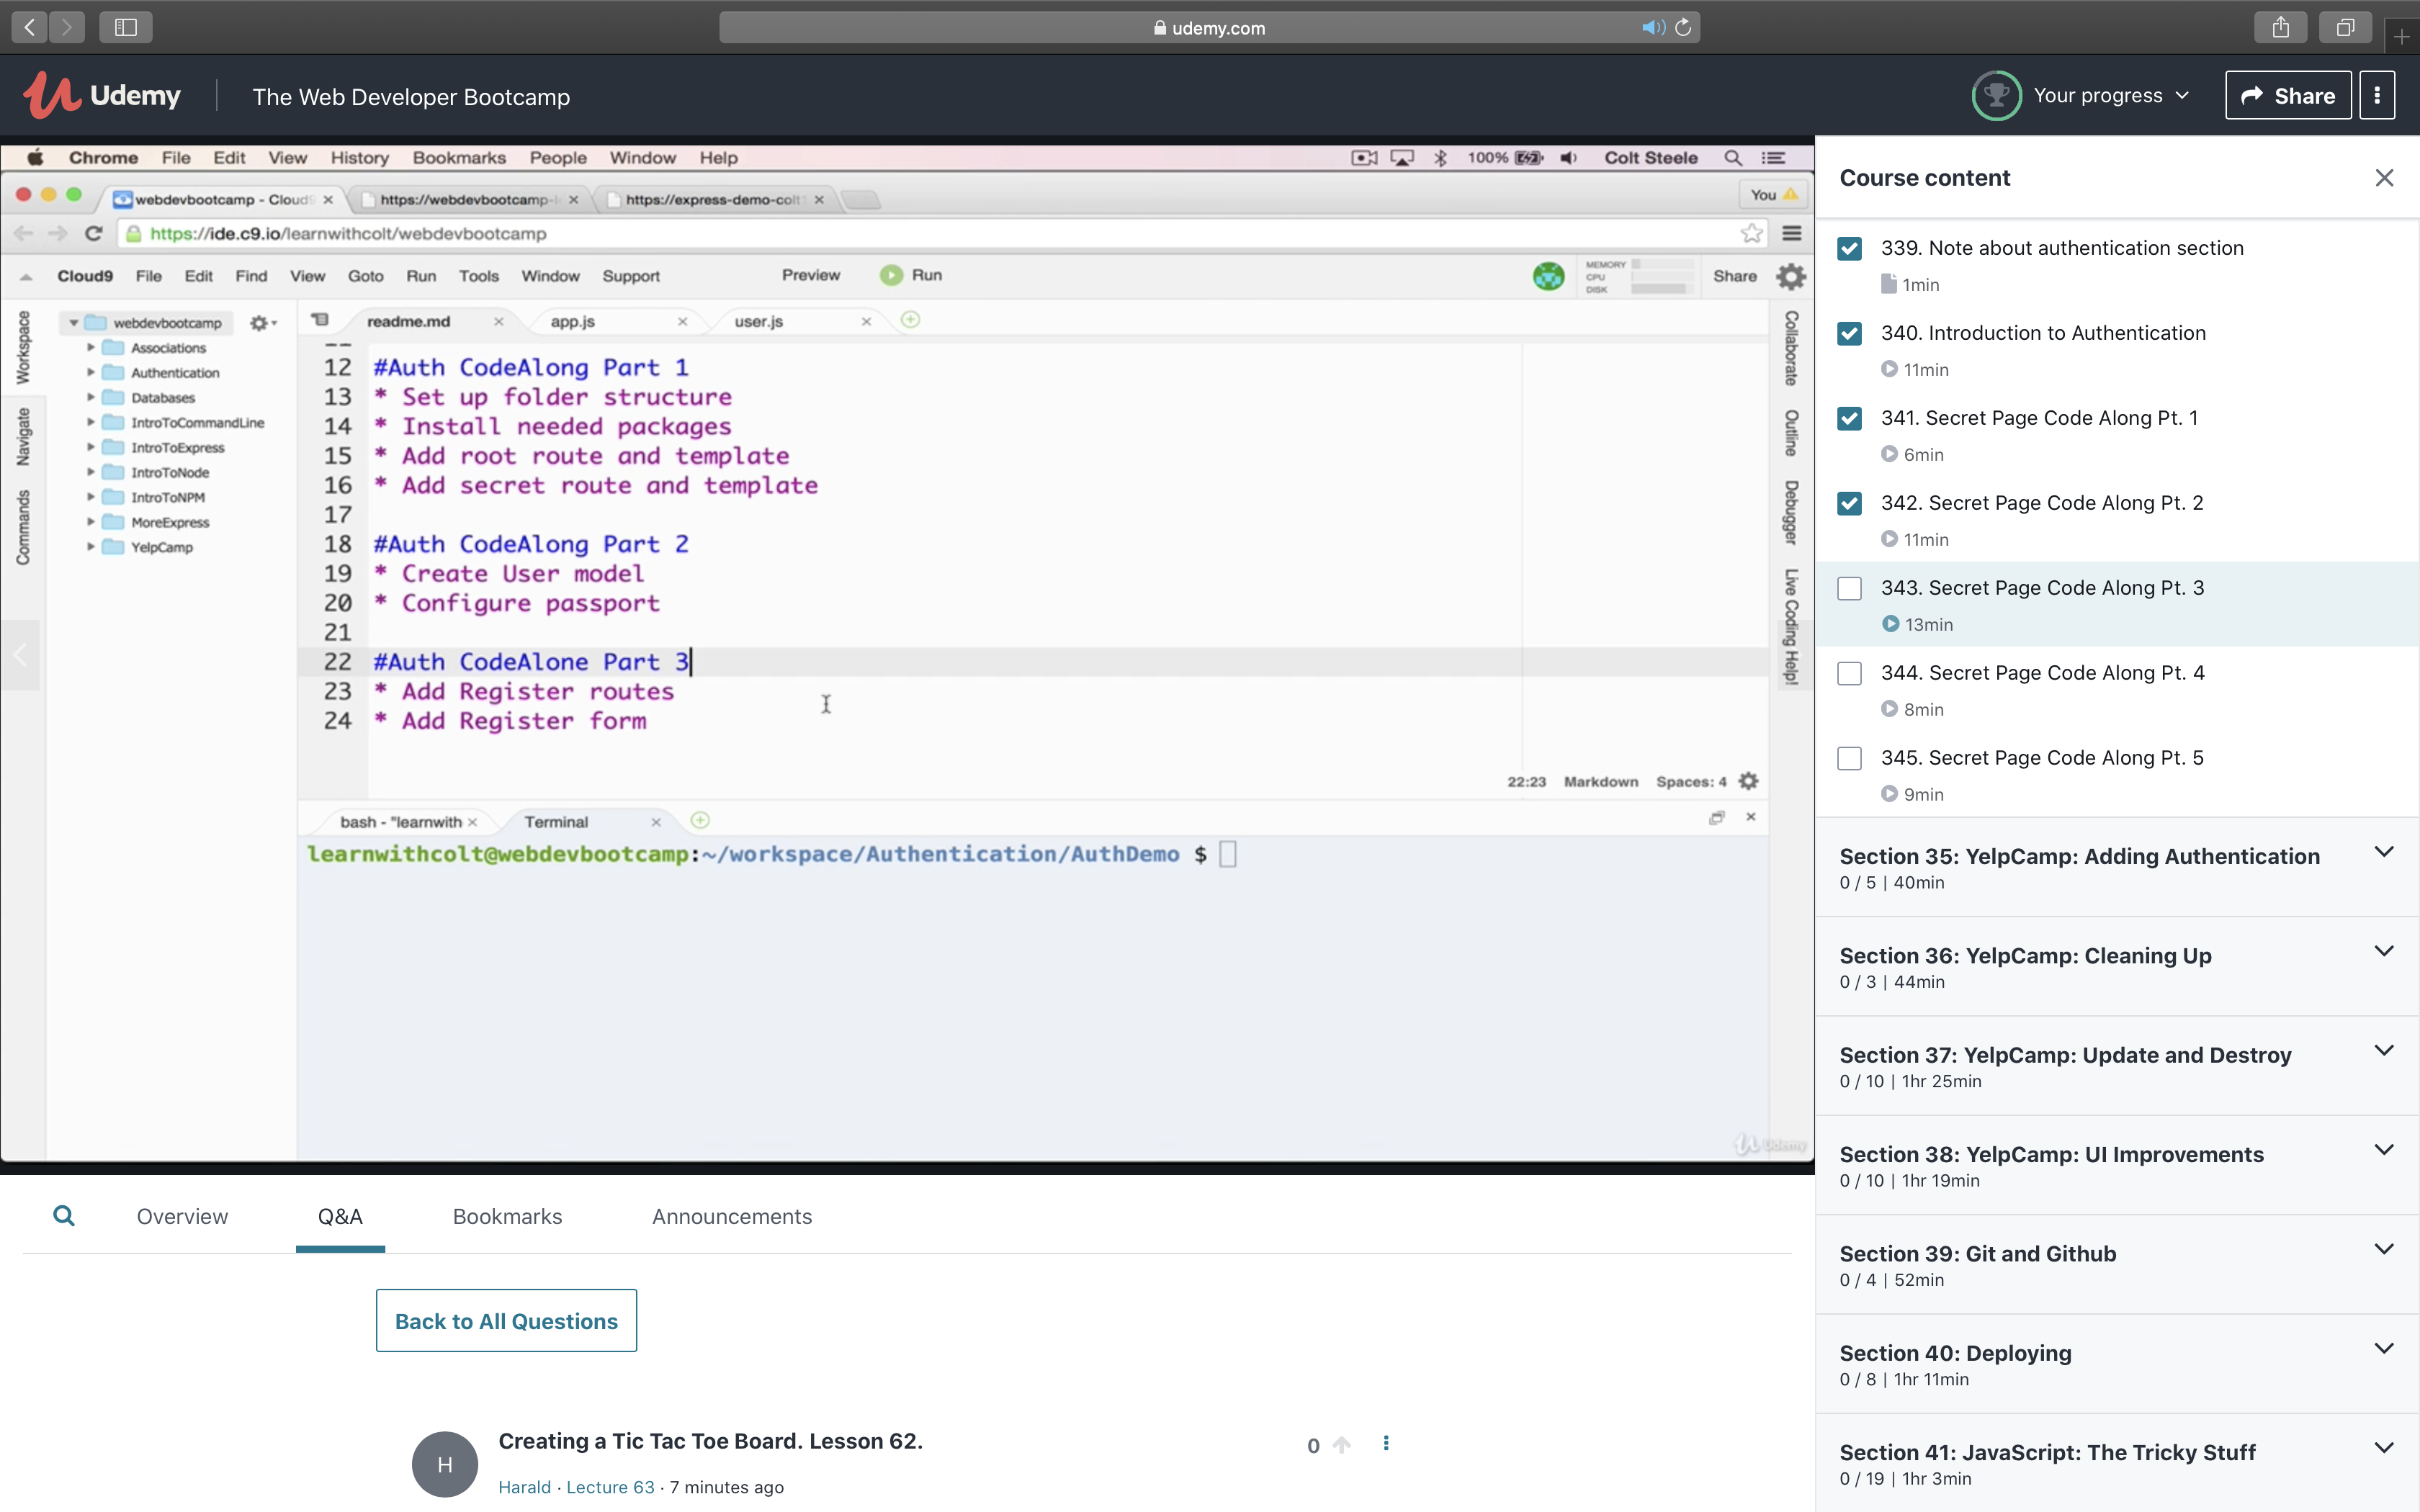 udemy.com
Udemy
The Web Developer Bootcamp
Your progress
Share
Chrome File Edit View History Bookmarks People Window Help
100%
Colt Steele
webdevbootcamp - Cloud9
https://webdevbootcamp-
https://express-demo-colt
You
https://ide.c9.io/learnwithcolt/webdevbootcamp
Cloud9 File Edit Find View Goto Run Tools Window Support
Preview
Run
MEMORY
CPU
DISK
Share
Workspace
Navigate
Commands
webdevbootcamp
Associations
Authentication
Databases
IntroToCommandLine
IntroToExpress
IntroToNode
IntroToNPM
MoreExpress
YelpCamp
readme.md
app.js
user.js
12 #Auth CodeAlong Part 1
13 * Set up folder structure
14 * Install needed packages
15 * Add root route and template
16 * Add secret route and template
17
18 #Auth CodeAlong Part 2
19 * Create User model
20 * Configure passport
21
22 #Auth CodeAlone Part 3
23 * Add Register routes
24 * Add Register form
22:23 Markdown Spaces: 4
Collaborate
Outline
Debugger
Live Coding Help!
bash - "learnwith
Terminal
learnwithcolt@webdevbootcamp:~/workspace/Authentication/AuthDemo $
Udemy
Overview
Q&A
Bookmarks
Announcements
Back to All Questions
H
Creating a Tic Tac Toe Board. Lesson 62.
0
Harald · Lecture 63 · 7 minutes ago
Course content
339. Note about authentication section
1min
340. Introduction to Authentication
11min
341. Secret Page Code Along Pt. 1
6min
342. Secret Page Code Along Pt. 2
11min
343. Secret Page Code Along Pt. 3
13min
344. Secret Page Code Along Pt. 4
8min
345. Secret Page Code Along Pt. 5
9min
Section 35: YelpCamp: Adding Authentication
0 / 5 | 40min
Section 36: YelpCamp: Cleaning Up
0 / 3 | 44min
Section 37: YelpCamp: Update and Destroy
0 / 10 | 1hr 25min
Section 38: YelpCamp: UI Improvements
0 / 10 | 1hr 19min
Section 39: Git and Github
0 / 4 | 52min
Section 40: Deploying
0 / 8 | 1hr 11min
Section 41: JavaScript: The Tricky Stuff
0 / 19 | 1hr 3min